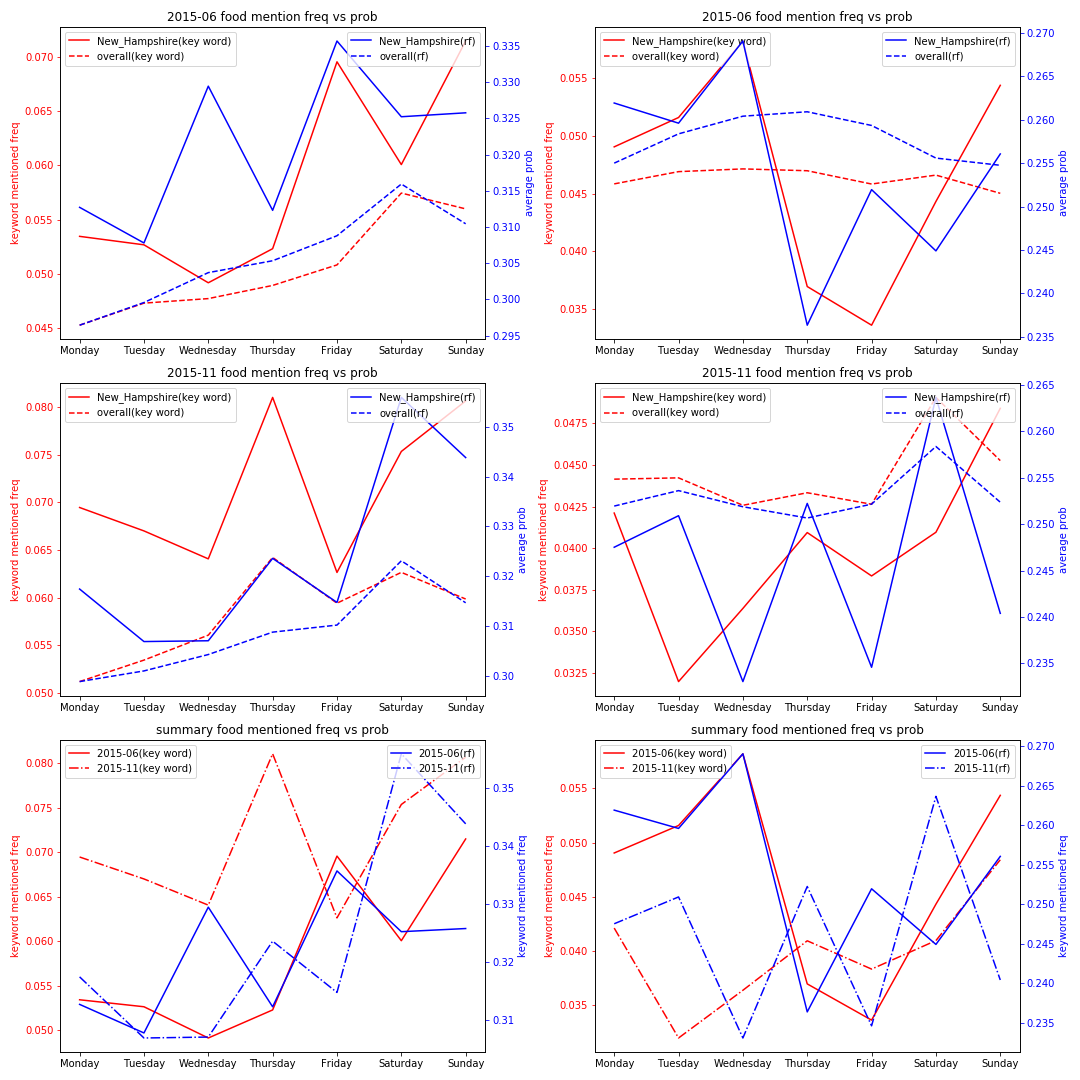 2015-06 food mention freq vs prob
New_Hampshire(key word)
overall(key word)
New_Hampshire(rf)
overall(rf)
keyword mentioned freq
0.070
0.065
0.060
0.055
0.050
0.045
0.335
0.330
0.325
0.320
0.315
0.310
0.305
0.300
0.295
average prob
Monday Tuesday Wednesday Thursday Friday Saturday Sunday
2015-06 food mention freq vs prob
New_Hampshire(key word)
overall(key word)
New_Hampshire(rf)
overall(rf)
keyword mentioned freq
0.055
0.050
0.045
0.040
0.035
0.270
0.265
0.260
0.255
0.250
0.245
0.240
0.235
average prob
Monday Tuesday Wednesday Thursday Friday Saturday Sunday
2015-11 food mention freq vs prob
New_Hampshire(key word)
overall(key word)
New_Hampshire(rf)
overall(rf)
keyword mentioned freq
0.080
0.075
0.070
0.065
0.060
0.055
0.050
0.35
0.34
0.33
0.32
0.31
0.30
average prob
Monday Tuesday Wednesday Thursday Friday Saturday Sunday
2015-11 food mention freq vs prob
New_Hampshire(key word)
overall(key word)
New_Hampshire(rf)
overall(rf)
keyword mentioned freq
0.0475
0.0450
0.0425
0.0400
0.0375
0.0350
0.0325
0.265
0.260
0.255
0.250
0.245
0.240
0.235
average prob
Monday Tuesday Wednesday Thursday Friday Saturday Sunday
summary food mentioned freq vs prob
2015-06(key word)
2015-11(key word)
2015-06(rf)
2015-11(rf)
keyword mentioned freq
0.080
0.075
0.070
0.065
0.060
0.055
0.050
0.35
0.34
0.33
0.32
0.31
keyword mentioned freq
Monday Tuesday Wednesday Thursday Friday Saturday Sunday
summary food mentioned freq vs prob
2015-06(key word)
2015-11(key word)
2015-06(rf)
2015-11(rf)
keyword mentioned freq
0.055
0.050
0.045
0.040
0.035
0.270
0.265
0.260
0.255
0.250
0.245
0.240
0.235
keyword mentioned freq
Monday Tuesday Wednesday Thursday Friday Saturday Sunday